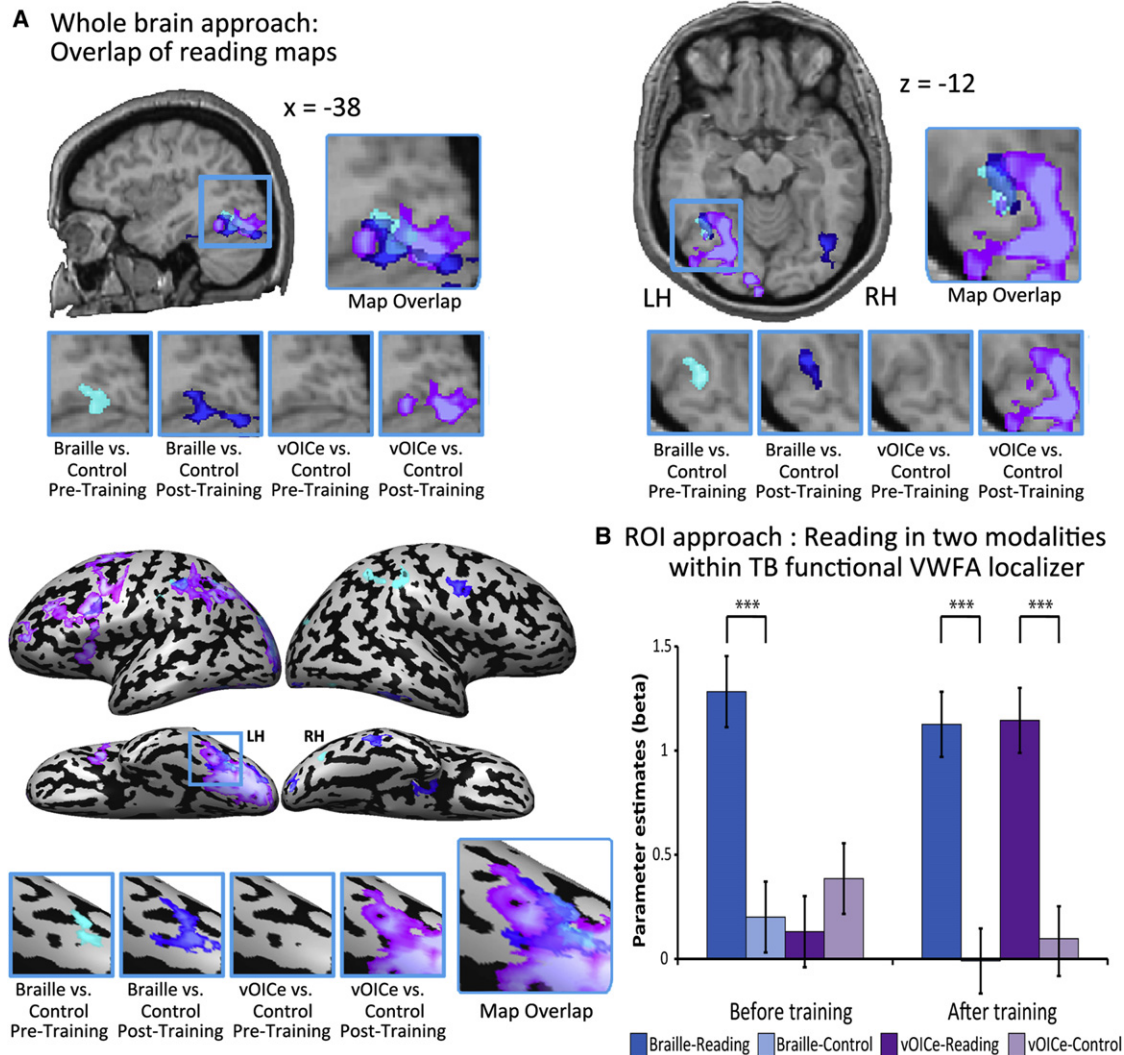 A Whole brain approach:
Overlap of reading maps
x = -38
Map Overlap
Braille vs.
Control
Pre-Training
Braille vs.
Control
Post-Training
vOICe vs.
Control
Pre-Training
vOICe vs.
Control
Post-Training
z = -12
LH
RH
Map Overlap
Braille vs.
Control
Pre-Training
Braille vs.
Control
Post-Training
vOICe vs.
Control
Pre-Training
vOICe vs.
Control
Post-Training
LH
RH
Braille vs.
Control
Pre-Training
Braille vs.
Control
Post-Training
vOICe vs.
Control
Pre-Training
vOICe vs.
Control
Post-Training
Map Overlap
B ROI approach : Reading in two modalities
within TB functional VWFA localizer
*** *** ***
Parameter estimates (beta)
1.5
1
0.5
0
Before training
After training
Braille-Reading
Braille-Control
vOICe-Reading
vOICe-Control